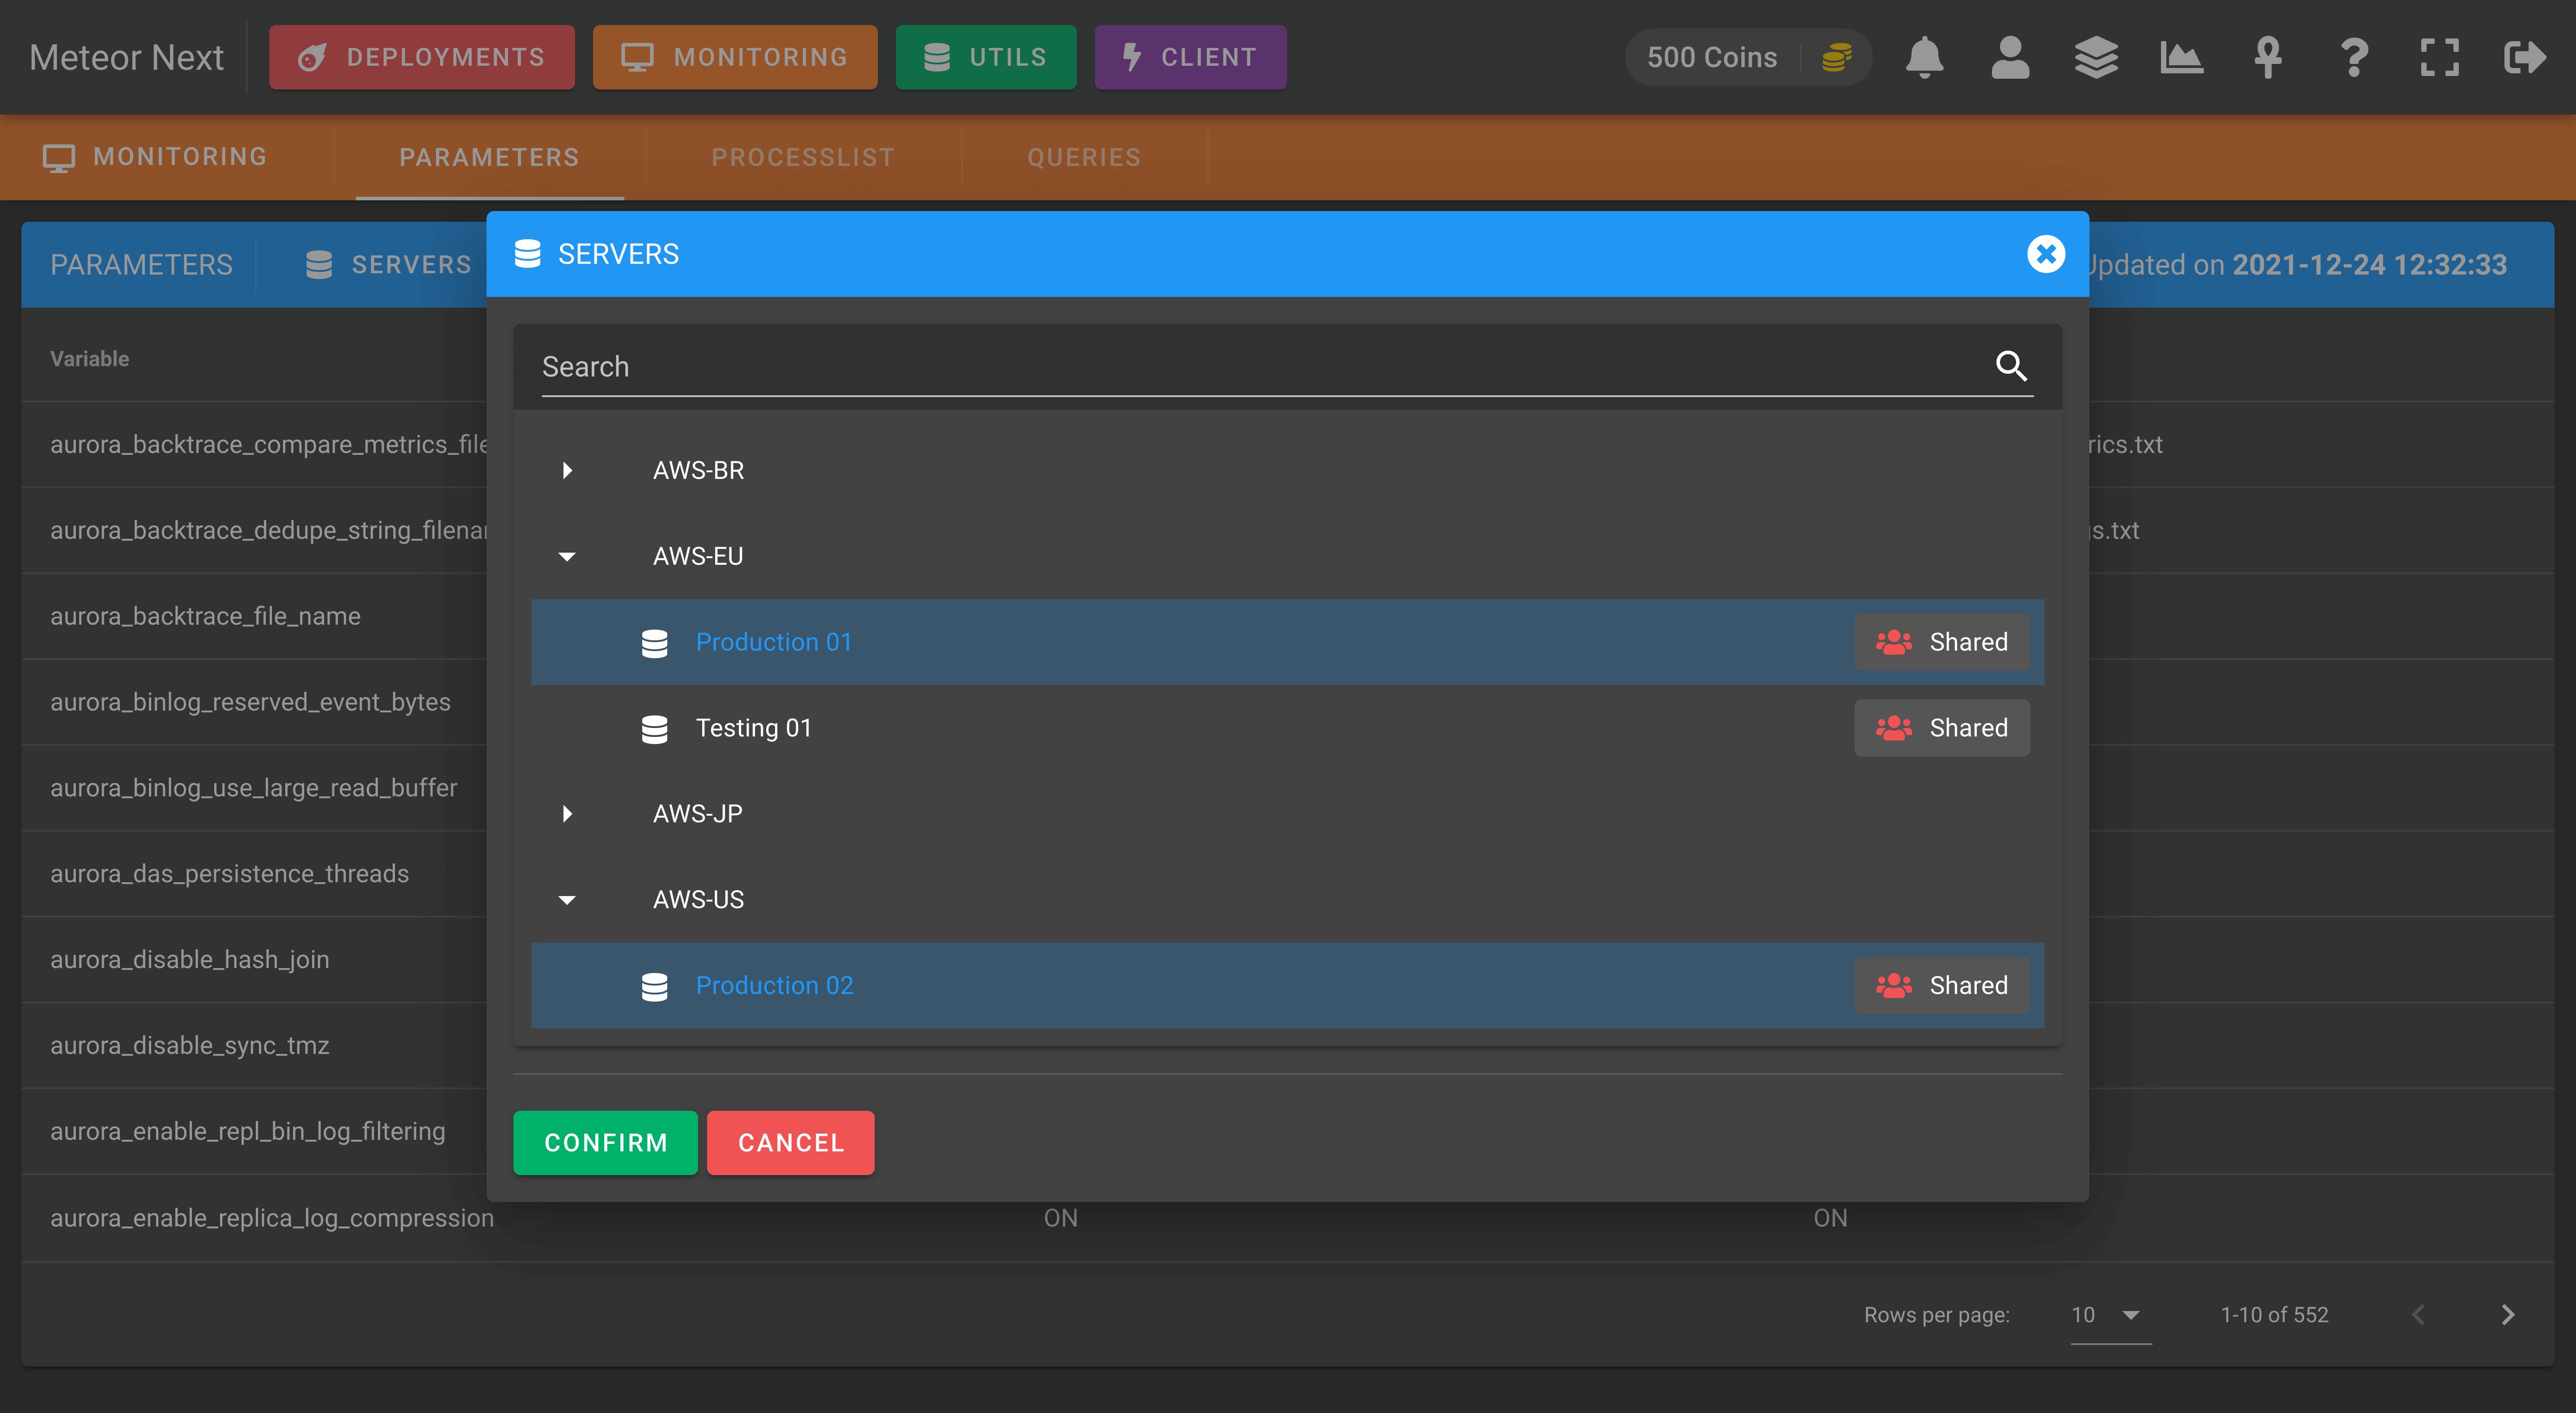 Meteor Next DEPLOYMENTS MONITORING UTILS CLIENT 500 Coins
MONITORING PARAMETERS PROCESSLIST QUERIES
PARAMETERS SERVERS on 2021-12-24 12:32:33
SERVERS
Search
Variable
aurora_backtrace_compare_metrics_file rics.txt
AWS-BR
aurora_backtrace_dedupe_string_filena s.txt
AWS-EU
aurora_backtrace_file_name
Production 01 Shared
aurora_binlog_reserved_event_bytes
Testing 01 Shared
aurora_binlog_use_large_read_buffer
AWS-JP
aurora_das_persistence_threads
AWS-US
aurora_disable_hash_join
Production 02 Shared
aurora_disable_sync_tmz
aurora_enable_repl_bin_log_filtering
CONFIRM CANCEL
aurora_enable_replica_log_compression ON ON
Rows per page: 10 1-10 of 552